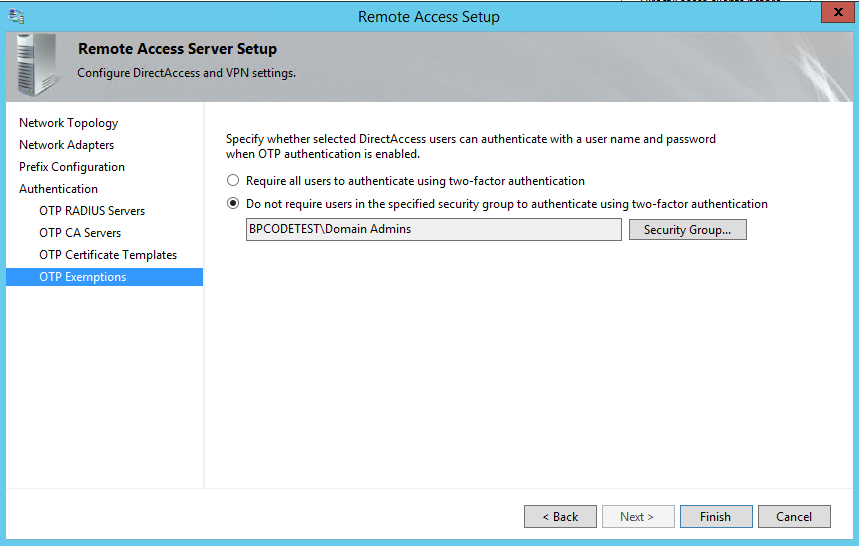 Remote Access Setup
x
Remote Access Server Setup
Configure DirectAccess and VPN settings.
Network Topology
Network Adapters
Prefix Configuration
Authentication
OTP RADIUS Servers
OTP CA Servers
OTP Certificate Templates
OTP Exemptions
Specify whether selected DirectAccess users can authenticate with a user name and password
when OTP authentication is enabled.
Require all users to authenticate using two-factor authentication
Do not require users in the specified security group to authenticate using two-factor authentication
BPCODETEST\Domain Admins
Security Group...
< Back
Next >
Finish
Cancel